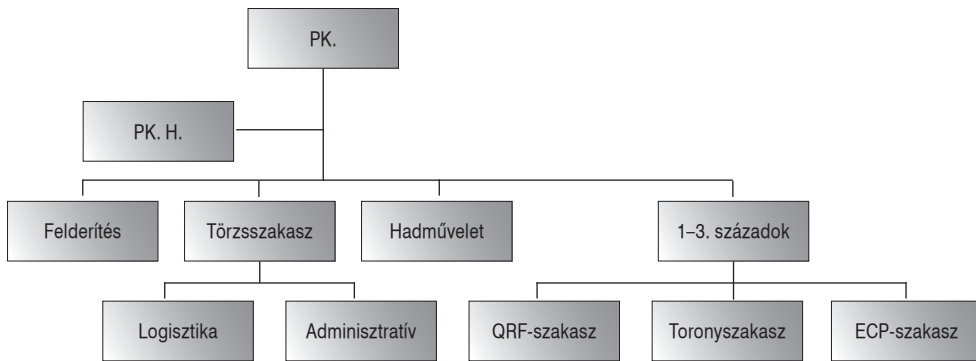 PK.
PK. H.
Felderítés
Törzsszakasz
Hadművelet
1–3. századok
Logisztika
Adminisztratív
QRF-szakasz
Toronyszakasz
ECP-szakasz